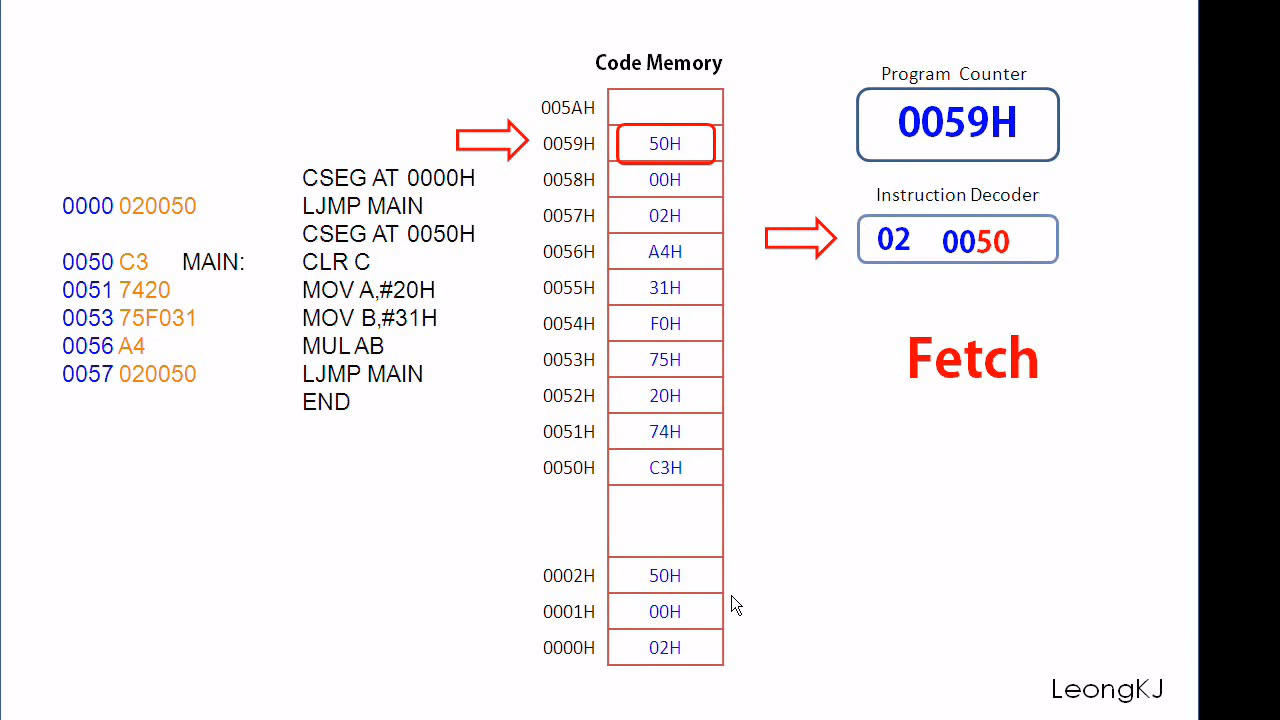 0000 020050
0050 C3
0051 7420
0053 75F031
0056 A4
0057 020050
MAIN:
CSEG AT 0000H
LJMP MAIN
CSEG AT 0050H
CLR C
MOV A,#20H
MOV B,#31H
MUL AB
LJMP MAIN
END
Code Memory
005AH
0059H 50H
0058H 00H
0057H 02H
0056H A4H
0055H 31H
0054H F0H
0053H 75H
0052H 20H
0051H 74H
0050H C3H
0002H 50H
0001H 00H
0000H 02H
Program Counter
0059H
Instruction Decoder
02 0050
Fetch
LeongKJ